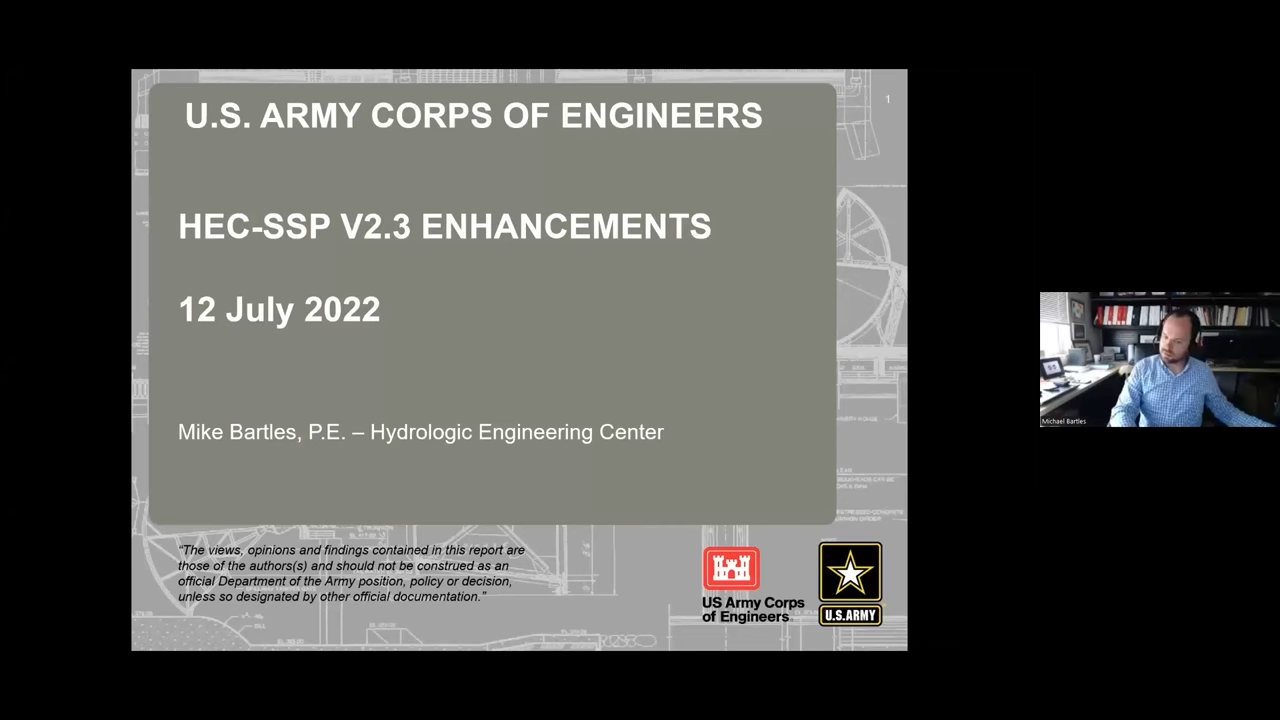 1
U.S. ARMY CORPS OF ENGINEERS
HEC-SSP V2.3 ENHANCEMENTS
12 July 2022
Mike Bartles, P.E. – Hydrologic Engineering Center
“The views, opinions and findings contained in this report are
those of the authors(s) and should not be construed as an
official Department of the Army position, policy or decision,
unless so designated by other official documentation.”
US Army Corps
of Engineers
U.S.ARMY
Michael Bartles